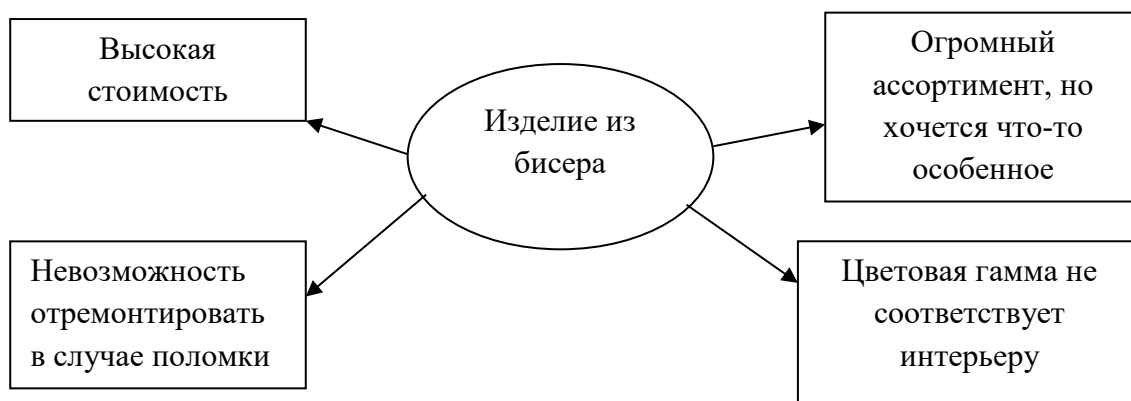 Высокая
стоимость
Изделие из
бисера
Огромный
ассортимент, но
хочется что-то
особенное
Невозможность
отремонтировать
в случае поломки
Цветовая гамма не
соответствует
интерьеру